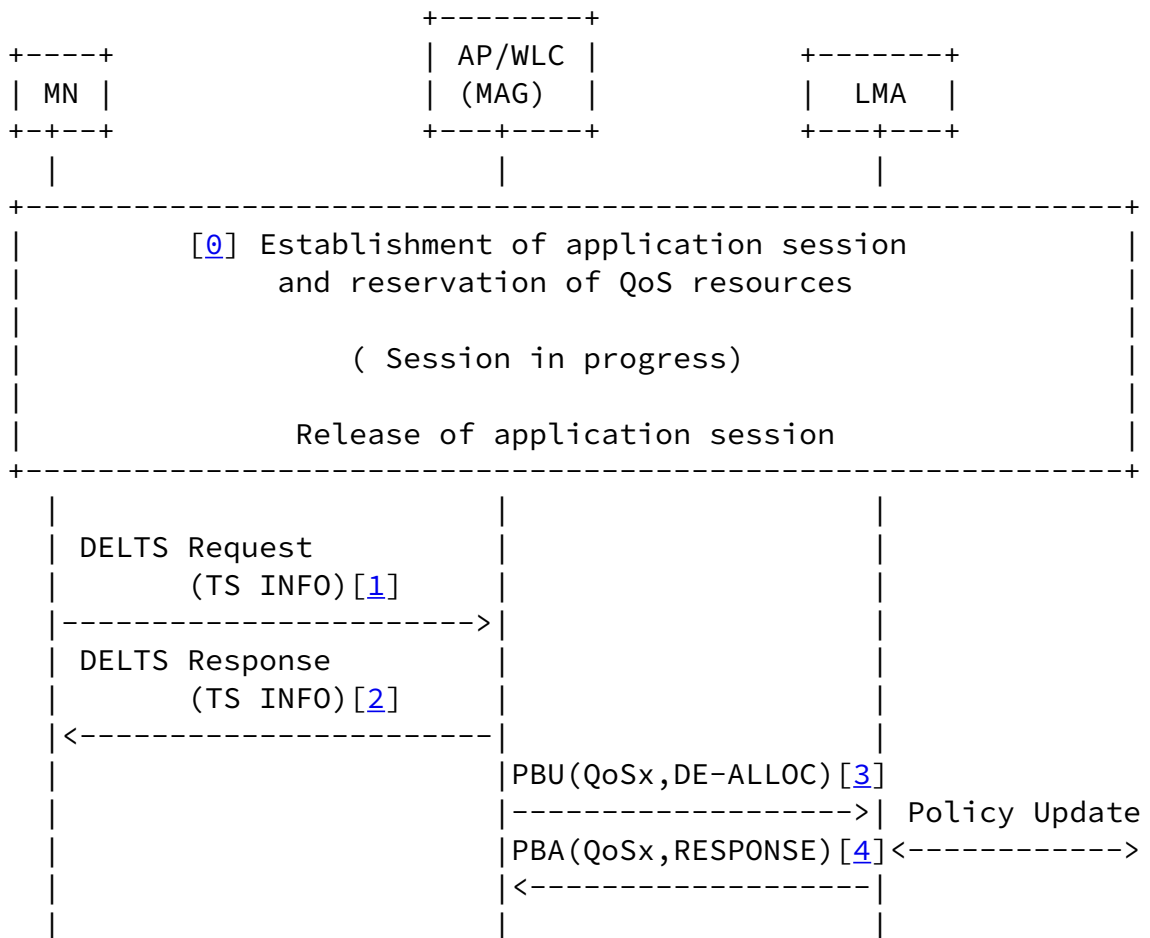 +--------+
+----+                 | AP/WLC |           +-------+
| MN |                 | (MAG)  |           |  LMA  |
+-+--+                 +---+----+           +---+---+
  |                        |                    |
+-------------------------------------------------------------+
|         [0] Establishment of application session            |
|              and reservation of QoS resources               |
|                                                             |
|                  ( Session in progress)                     |
|                                                             |
|               Release of application session                |
+-------------------------------------------------------------+
  |                        |                    |
  | DELTS Request          |                    |
  |       (TS INFO)[1]     |                    |
  |----------------------->|                    |
  | DELTS Response         |                    |
  |       (TS INFO)[2]     |                    |
  |<-----------------------|                    |
  |                        |PBU(QoSx,DE-ALLOC)[3]
  |                        |------------------->| Policy Update
  |                        |PBA(QoSx,RESPONSE)[4]<------------>
  |                        |<-------------------|
  |                        |                    |